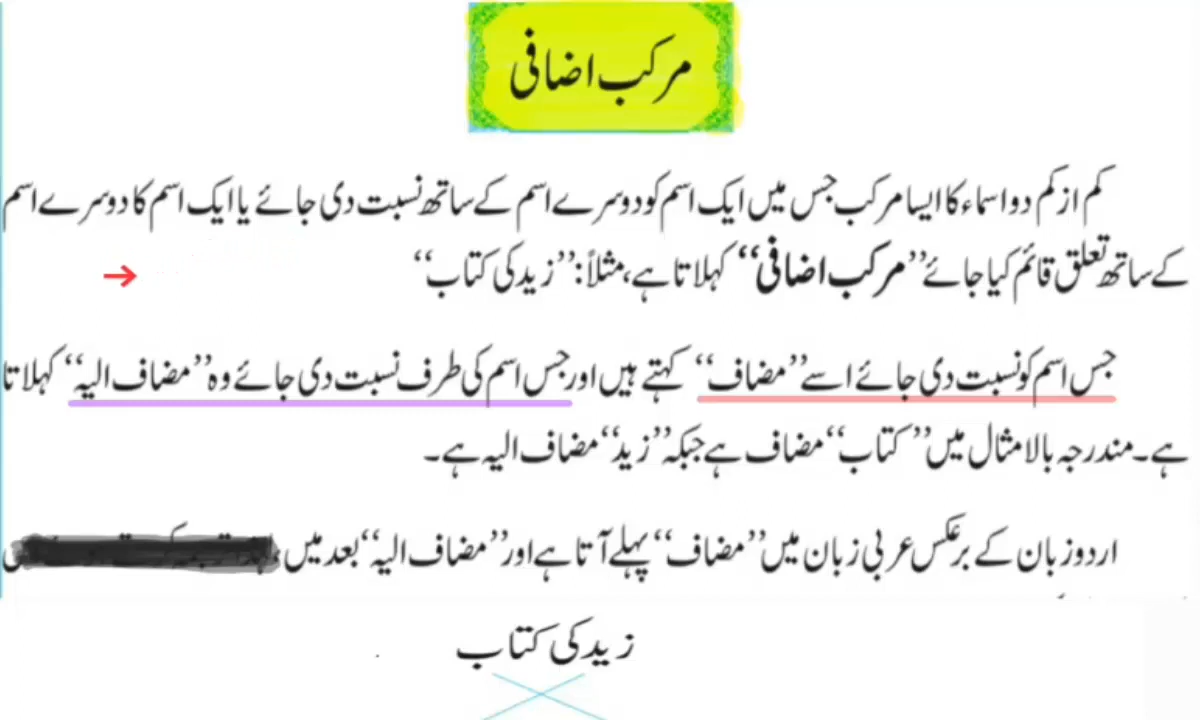 مرکب اضافی
کم از کم دو اسماء کا ایسا مرکب جس میں ایک اسم کو دوسرے اسم کے ساتھ نسبت دی جائے یا ایک اسم کا دوسرے اسم
کے ساتھ تعلق قائم کیا جائے ’’مرکب اضافی‘‘ کہلاتا ہے، مثلاً: ’’زید کی کتاب‘‘
جس اسم کو نسبت دی جائے اسے ’’مضاف‘‘ کہتے ہیں اور جس اسم کی طرف نسبت دی جائے وہ ’’مضاف الیہ‘‘ کہلاتا
ہے۔ مندرجہ بالا مثال میں ’’کتاب‘‘ مضاف ہے جبکہ ’’زید‘‘ مضاف الیہ ہے۔
اردو زبان کے برعکس عربی زبان میں ’’مضاف‘‘ پہلے آتا ہے اور ’’مضاف الیہ‘‘ بعد میں،
زید کی کتاب